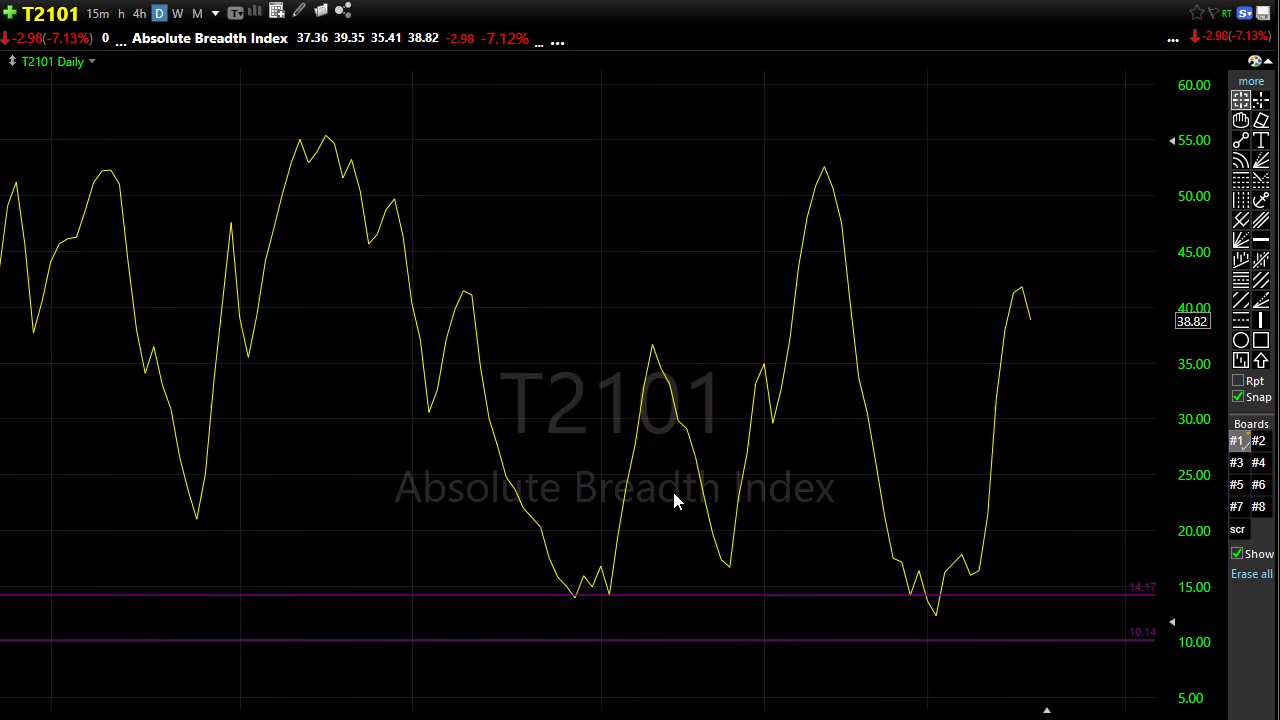 T2101 15m h 4h D W M RT S
-2.98(-7.13%) 0 ... Absolute Breadth Index 37.36 39.35 35.41 38.82 -2.98 -7.12% ... ... ... -2.98(-7.13%)
T2101 Daily
more
60.00
55.00
50.00
45.00
40.00
38.82
35.00
30.00
25.00
20.00
15.00
10.00
5.00
14.17
10.14
T2101
Absolute Breadth Index
Rpt
Snap
Boards
#1 #2
#3 #4
#5 #6
#7 #8
scr
Show
Erase all